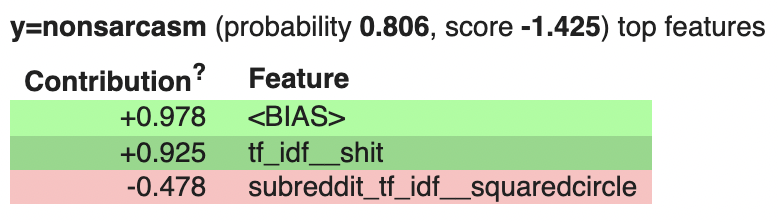 y=nonsarcasm (probability 0.806, score -1.425) top features
Contribution? Feature
+0.978 <BIAS>
+0.925 tf_idf__shit
-0.478 subreddit_tf_idf__squaredcircle